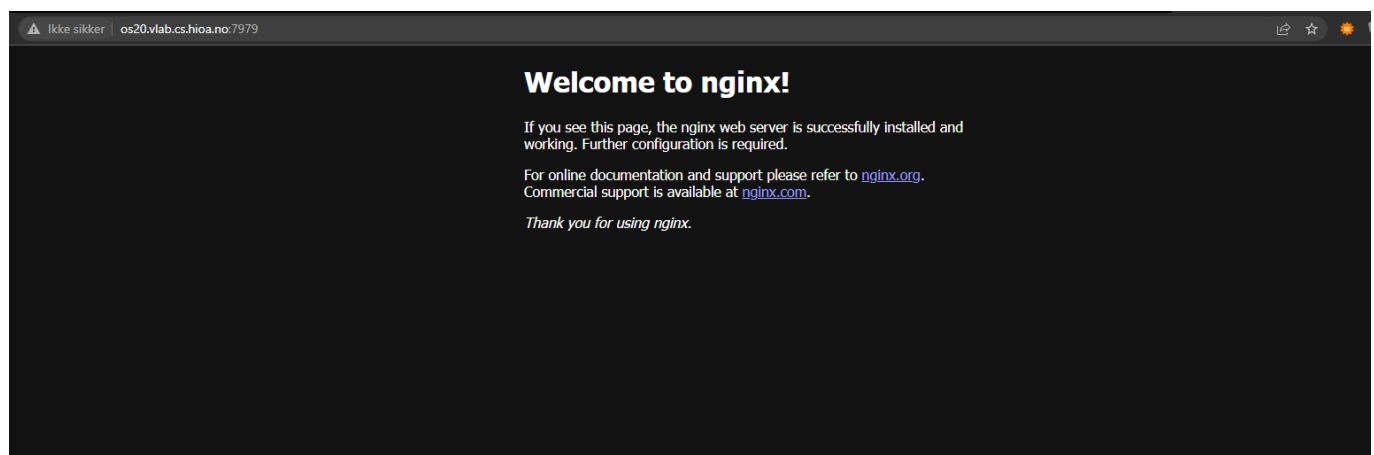 Ikke sikker os20.vlab.cs.hioa.no:7979
Welcome to nginx!
If you see this page, the nginx web server is successfully installed and
working. Further configuration is required.
For online documentation and support please refer to nginx.org.
Commercial support is available at nginx.com.
Thank you for using nginx.